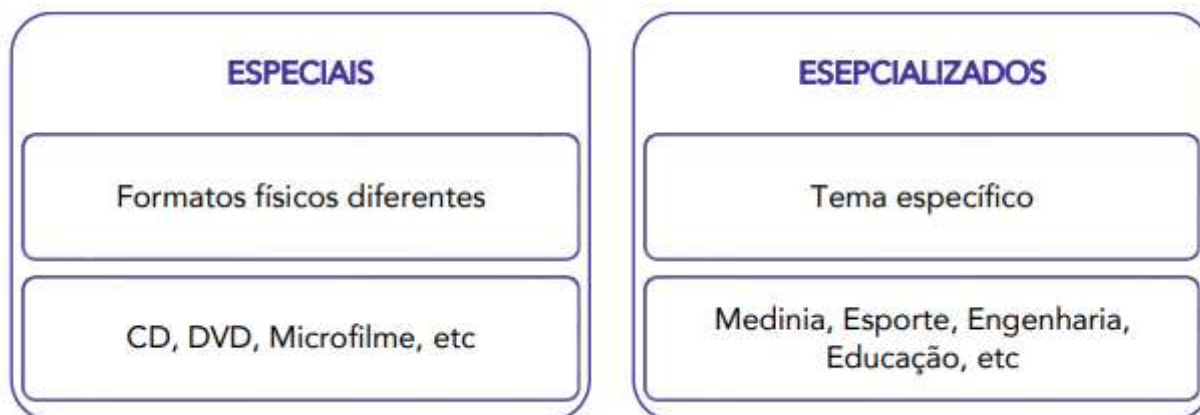 ESPECIAIS
Formatos físicos diferentes
CD, DVD, Microfilme, etc
ESEPCIALIZADOS
Tema específico
Medinia, Esporte, Engenharia,
Educação, etc